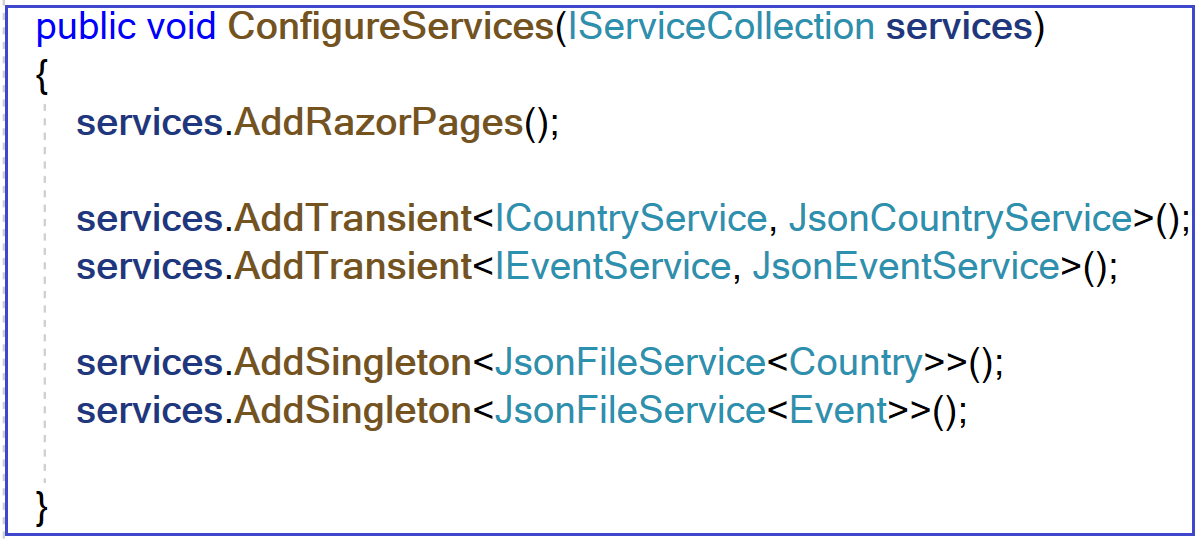 public void ConfigureServices(IServiceCollection services)
{
services.AddRazorPages();
services.AddTransient<ICountryService, JsonCountryService>();
services.AddTransient<IEventService, JsonEventService>();
services.AddSingleton<JsonFileService<Country>>();
services.AddSingleton<JsonFileService<Event>>();
}